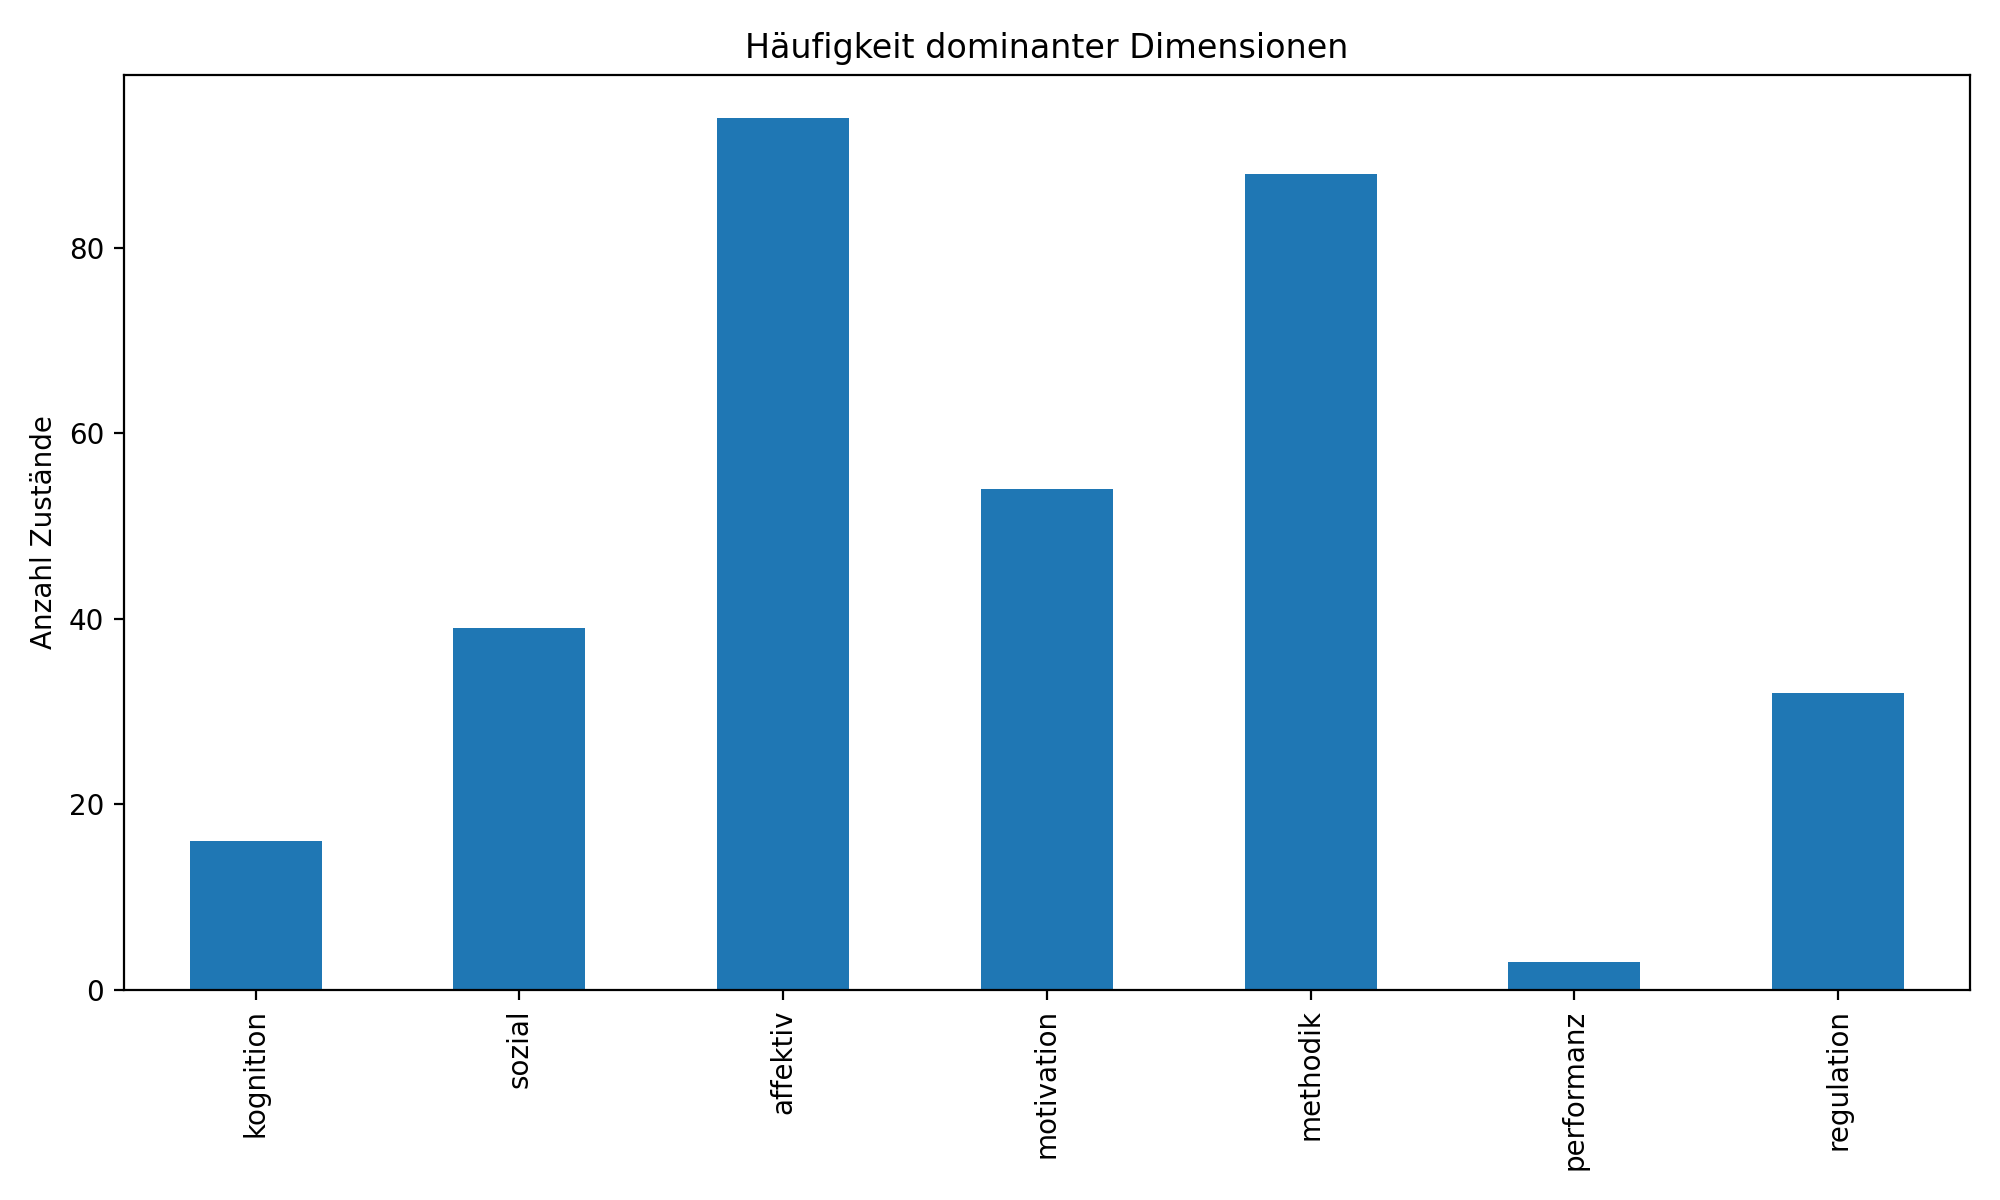 Häufigkeit dominanter Dimensionen
Anzahl Zustände
80
60
40
20
0
kognition
sozial
affektiv
motivation
methodik
performanz
regulation